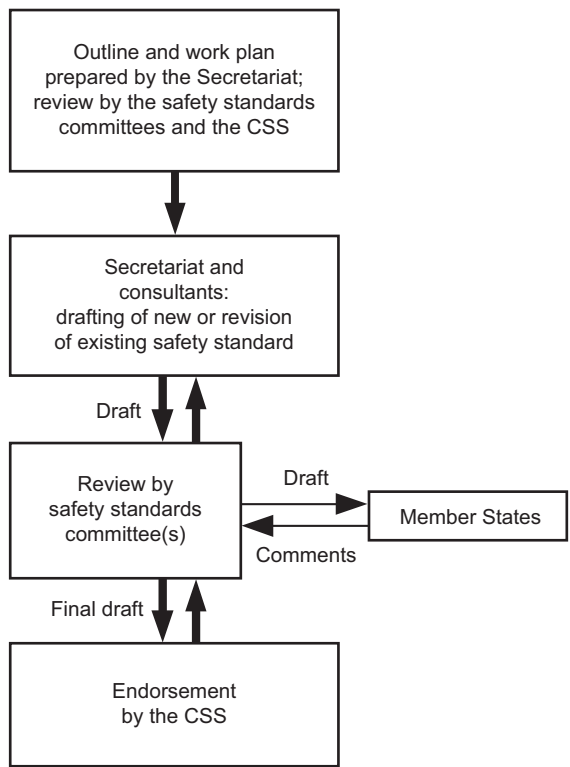 Outline and work plan
prepared by the Secretariat;
review by the safety standards
committees and the CSS
Secretariat and
consultants:
drafting of new or revision
of existing safety standard
Draft
Review by
safety standards
committee(s)
Draft
Member States
Comments
Final draft
Endorsement
by the CSS